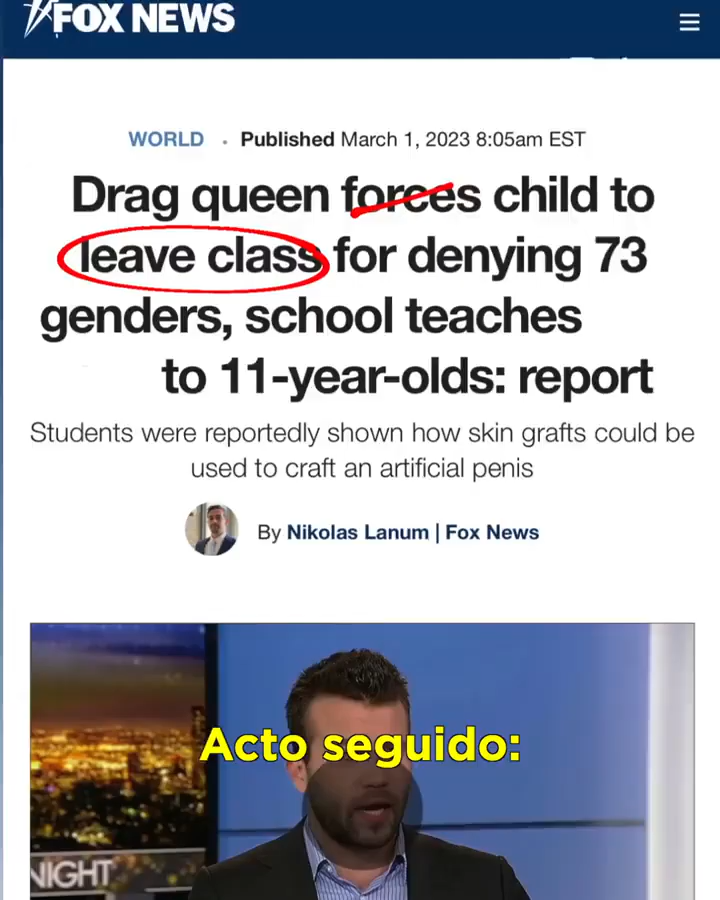 FOX NEWS
WORLD . Published March 1, 2023 8:05am EST
Drag queen forces child to
leave class for denying 73
genders, school teaches
to 11-year-olds: report
Students were reportedly shown how skin grafts could be
used to craft an artificial penis
By Nikolas Lanum | Fox News
Acto seguido:
NIGHT